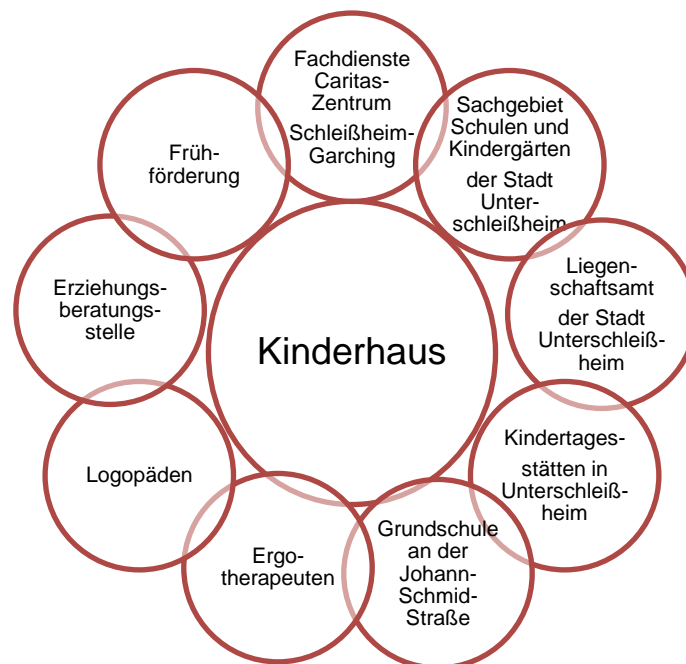 Fachdienste
Caritas-
Zentrum
Schleißheim-
Garching
Sachgebiet
Schulen und
Kindergärten
der Stadt
Unter-
schleißheim
Liegen-
schaftsamt
der Stadt
Unterschleiß-
heim
Kindertages-
stätten in
Unterschleiß-
heim
Grundschule
an der
Johann-
Schmid-
Straße
Ergo-
therapeuten
Logopäden
Erziehungs-
beratungs-
stelle
Früh-
förderung
Kinderhaus